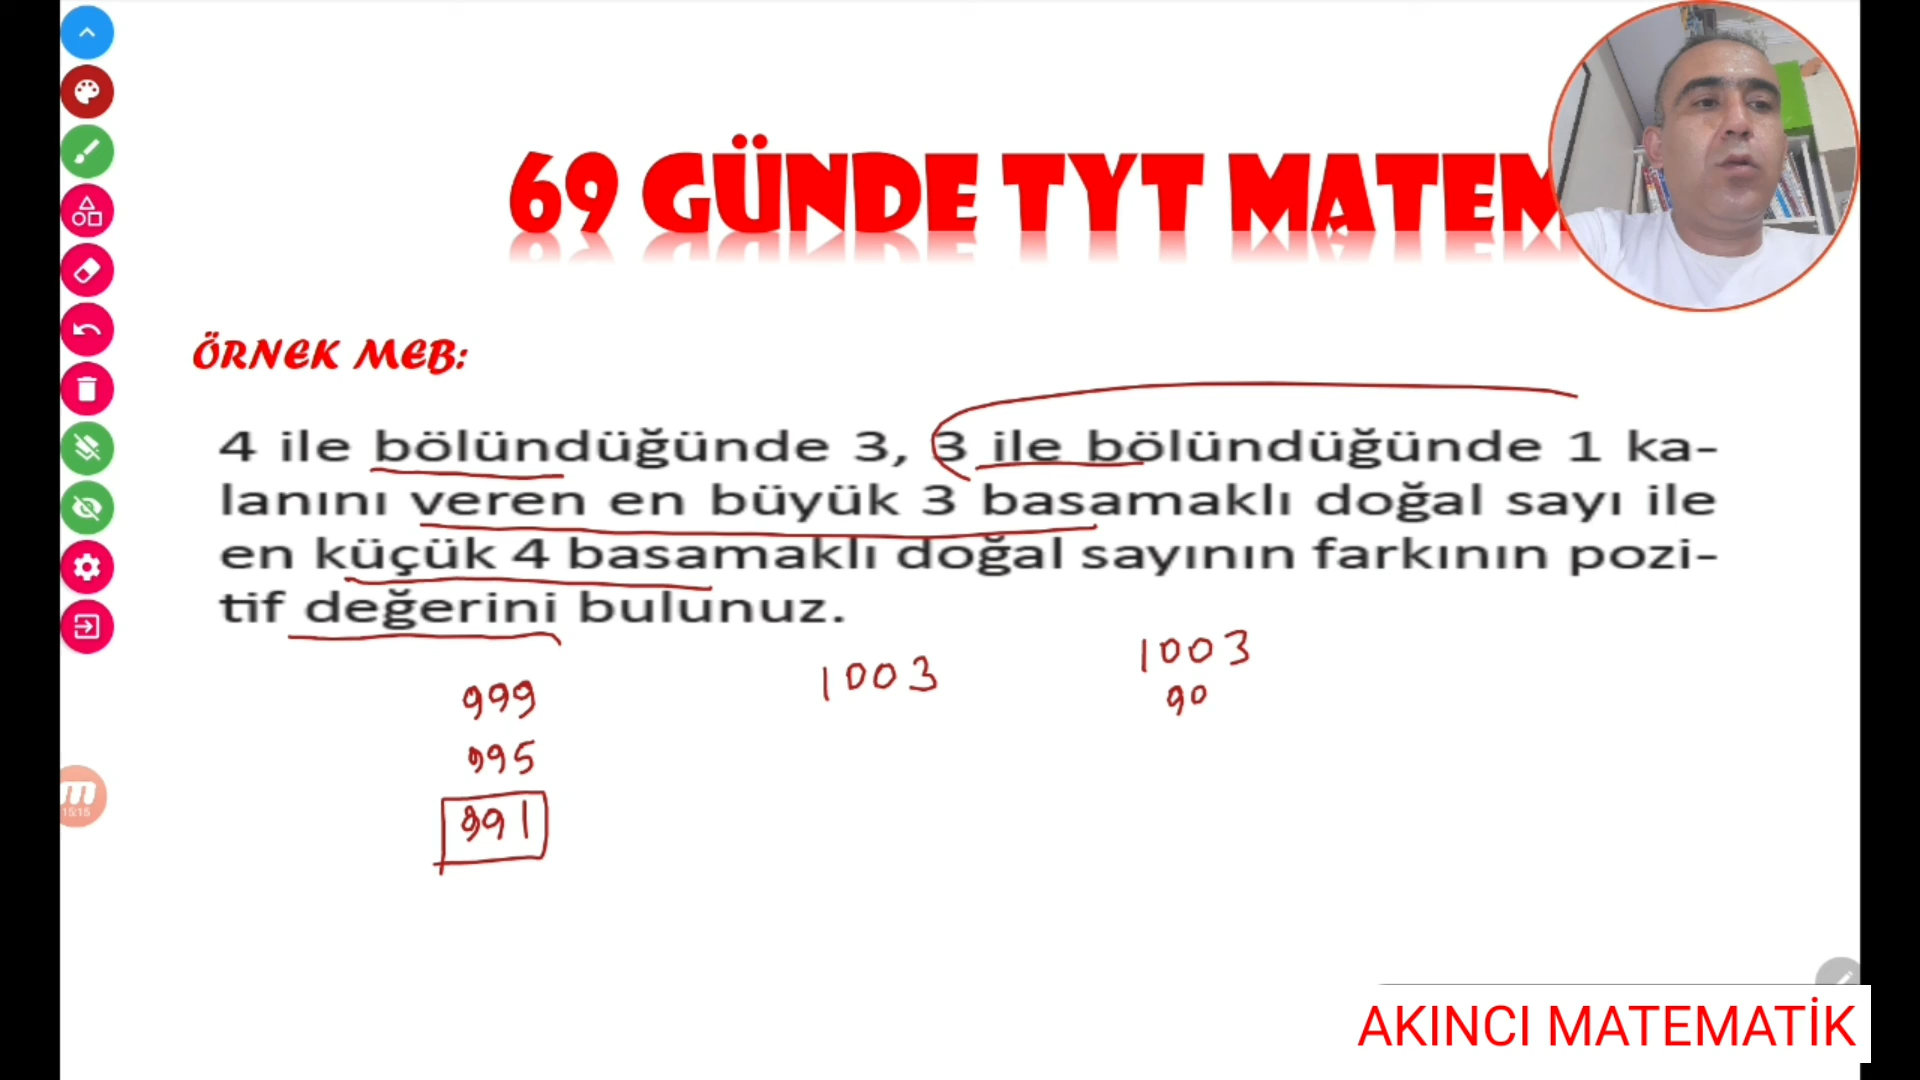 69 GÜNDE TYT MATEM
ÖRNEK MEB:
4 ile bölündüğünde 3, 3 ile bölündüğünde 1 ka-
lanını veren en büyük 3 basamaklı doğal sayı ile
en küçük 4 basamaklı doğal sayının farkının pozi-
tif değerini bulunuz.
999
995
991
1003
1003
90
m
AKINCI MATEMATİK